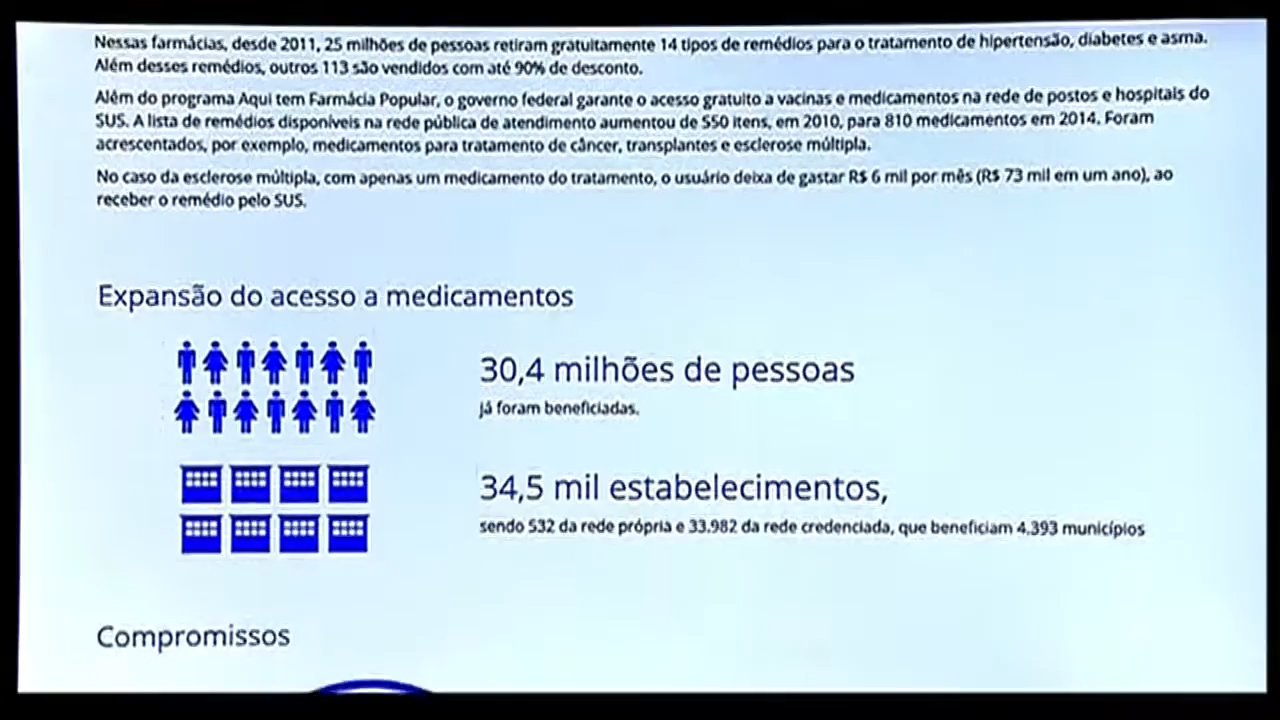 Nessas farmácias, desde 2011, 25 milhões de pessoas retiram gratuitamente 14 tipos de remédios para o tratamento de hipertensão, diabetes e asma.
Além desses remédios, outros 113 são vendidos com até 90% de desconto.
Além do programa Aqui tem Farmácia Popular, o governo federal garante o acesso gratuito a vacinas e medicamentos na rede de postos e hospitais do
SUS. A lista de remédios disponíveis na rede pública de atendimento aumentou de 550 itens, em 2010, para 810 medicamentos em 2014. Foram
acrescentados, por exemplo, medicamentos para tratamento de câncer, transplantes e esclerose múltipla.
No caso da esclerose múltipla, com apenas um medicamento do tratamento, o usuário deixa de gastar R$ 6 mil por mês (R$ 73 mil em um ano), ao
receber o remédio pelo SUS.
Expansão do acesso a medicamentos
30,4 milhões de pessoas
já foram beneficiadas.
34,5 mil estabelecimentos,
sendo 532 da rede própria e 33.982 da rede credenciada, que beneficiam 4.393 municípios
Compromissos